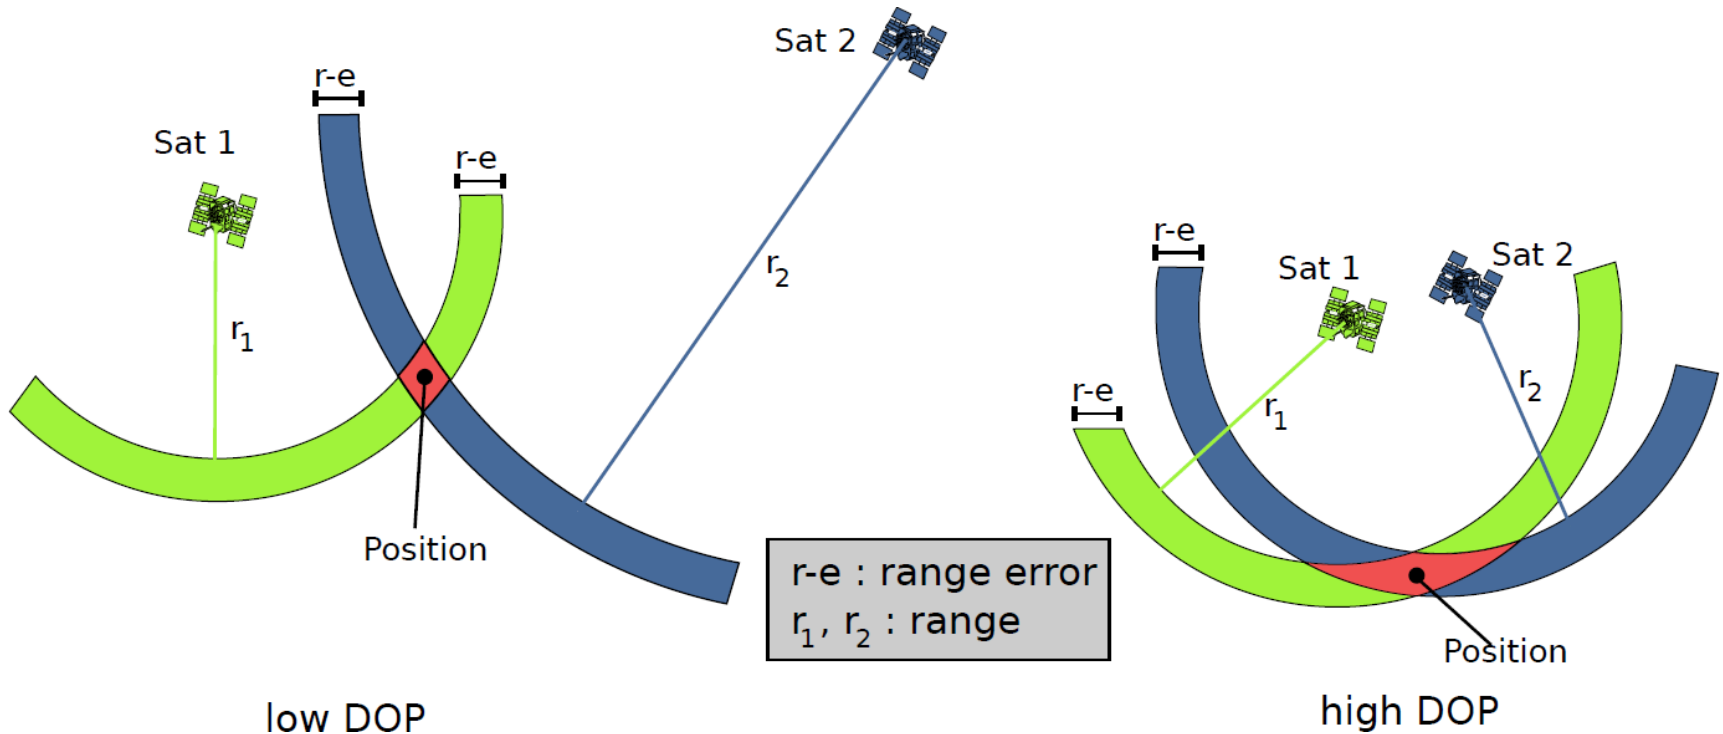 Sat 2
r-e
Sat 1
r-e
r2
r1
Position
r-e
Sat 1
Sat 2
r-e
r1
r2
Position
r-e : range error
r1, r2 : range
low DOP
high DOP